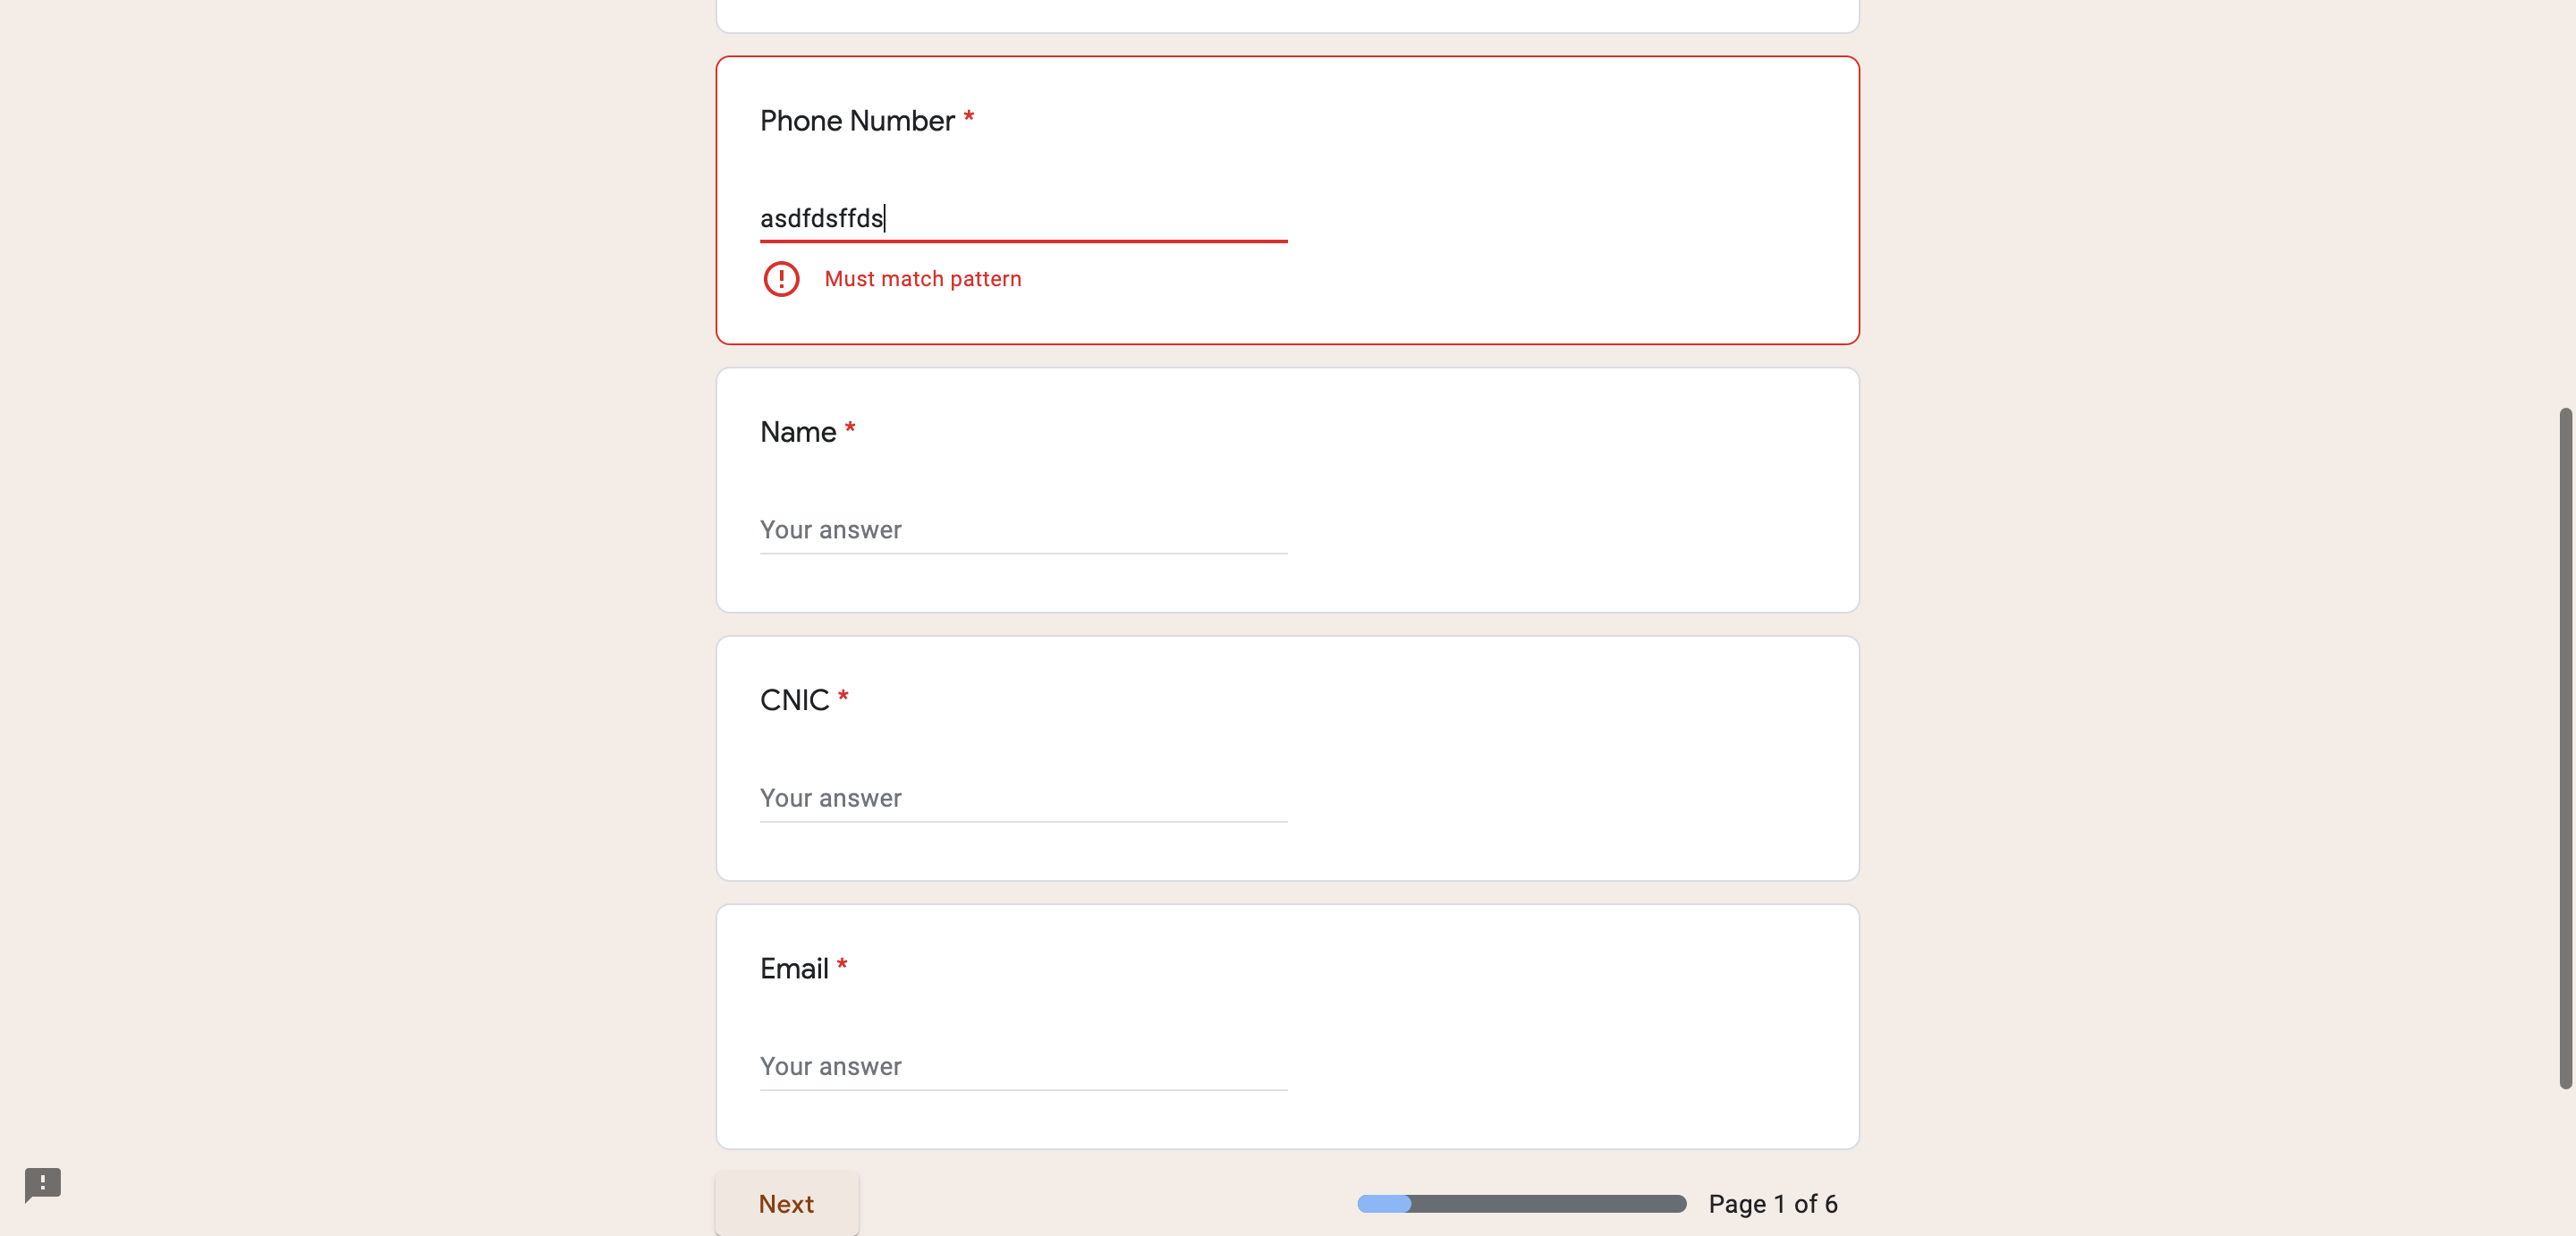 Phone Number *
asdfdsffds
Must match pattern
Name *
Your answer
CNIC *
Your answer
Email *
Your answer
Next
Page 1 of 6